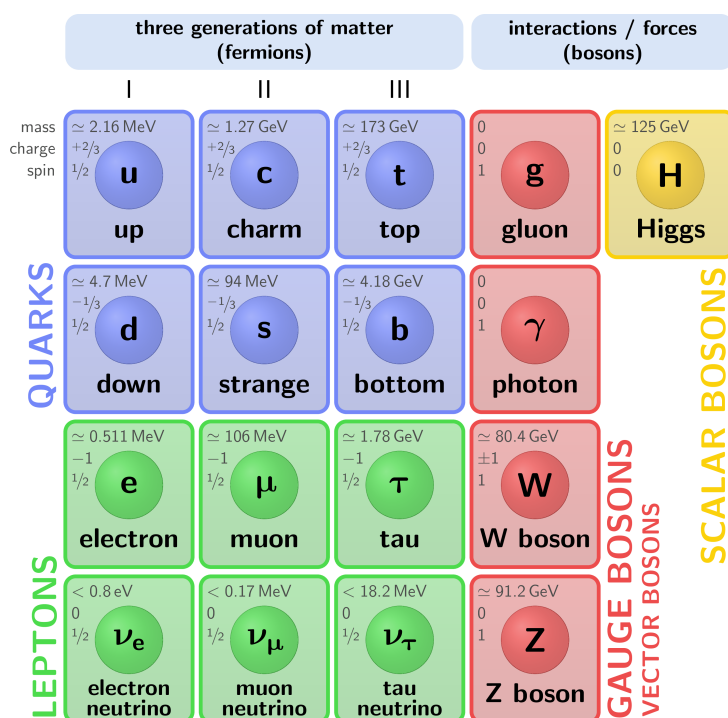 three generations of matter
(fermions)
interactions / forces
(bosons)
I
II
III
mass
charge
spin
≃ 2.16 MeV
+2/3
1/2
u
up
≃ 1.27 GeV
+2/3
1/2
c
charm
≃ 173 GeV
+2/3
1/2
t
top
0
0
1
g
gluon
≃ 125 GeV
0
0
H
Higgs
QUARKS
≃ 4.7 MeV
−1/3
1/2
d
down
≃ 94 MeV
−1/3
1/2
s
strange
≃ 4.18 GeV
−1/3
1/2
b
bottom
0
0
1
γ
photon
SCALAR BOSONS
LEPTONS
≃ 0.511 MeV
−1
1/2
e
electron
≃ 106 MeV
−1
1/2
μ
muon
≃ 1.78 GeV
−1
1/2
τ
tau
≃ 80.4 GeV
±1
1
W
W boson
GAUGE BOSONS
VECTOR BOSONS
< 0.8 eV
0
1/2
νe
electron
neutrino
< 0.17 MeV
0
1/2
νμ
muon
neutrino
< 18.2 MeV
0
1/2
ντ
tau
neutrino
≃ 91.2 GeV
0
1
Z
Z boson